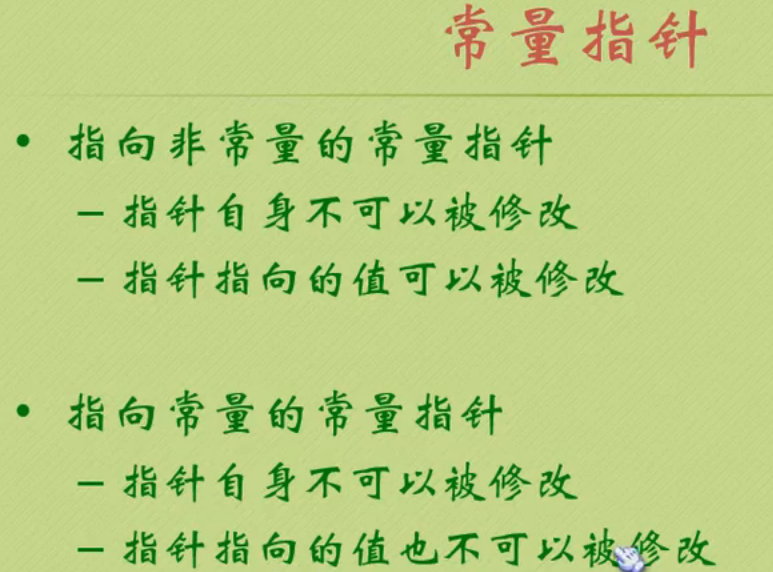 常量指针
• 指向非常量的常量指针
– 指针自身不可以被修改
– 指针指向的值可以被修改
• 指向常量的常量指针
– 指针自身不可以被修改
– 指针指向的值也不可以被修改